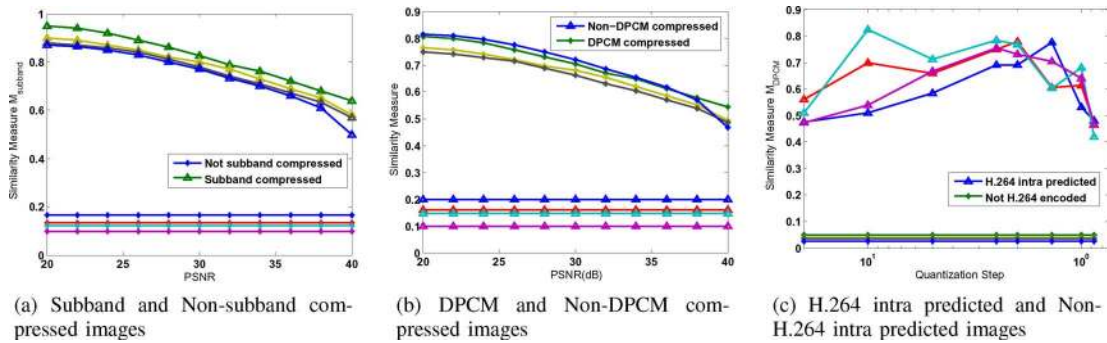 1
0.8
0.6
0.4
0.2
0
Similarity Measure M_subband
Not subband compressed
Subband compressed
20 25 30 35 40
PSNR
0.9
0.8
0.7
0.6
0.5
0.4
0.3
0.2
0.1
0
Similarity Measure
Non-DPCM compressed
DPCM compressed
20 25 30 35 40
PSNR(dB)
0.9
0.8
0.7
0.6
0.5
0.4
0.3
0.2
0.1
0
Similarity Measure M_DPCM
H.264 intra predicted
Not H.264 encoded
10^1 10^0
Quantization Step
(a) Subband and Non-subband com-
pressed images
(b) DPCM and Non-DPCM com-
pressed images
(c) H.264 intra predicted and Non-
H.264 intra predicted images